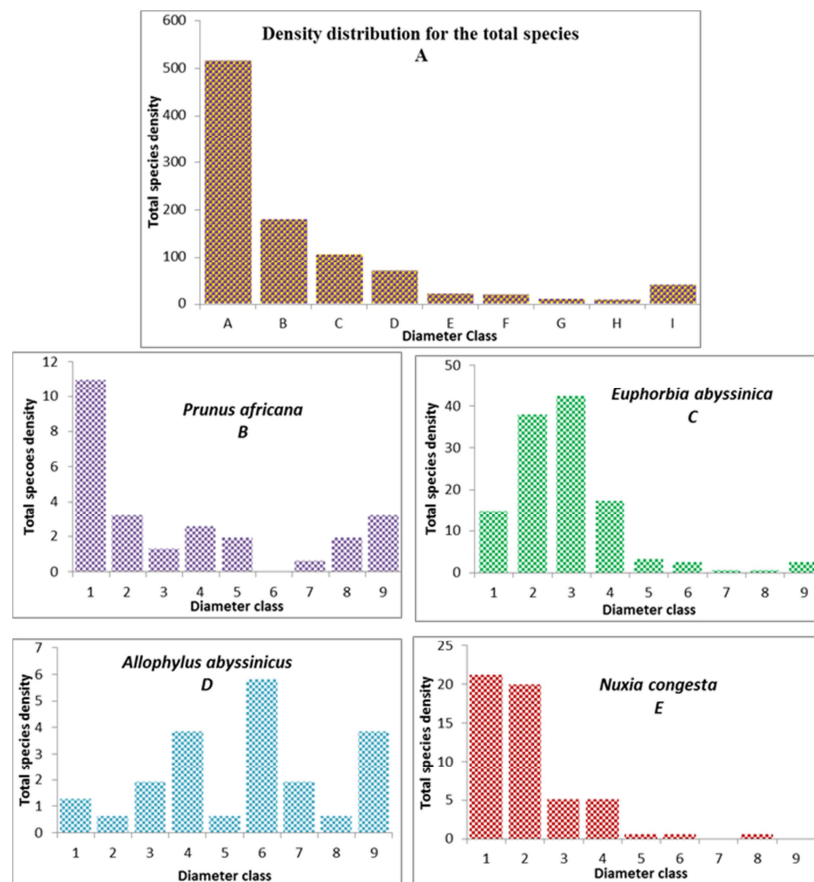 Density distribution for the total species
A
Total species density
600
500
400
300
200
100
0
A B C D E F G H I
Diameter Class
Prunus africana
B
Total specoes density
12
10
8
6
4
2
0
1 2 3 4 5 6 7 8 9
Diameter class
Euphorbia abyssinica
C
Total species density
50
40
30
20
10
0
1 2 3 4 5 6 7 8 9
Diameter class
Allophylus abyssinicus
D
Total species density
7
6
5
4
3
2
1
0
1 2 3 4 5 6 7 8 9
Diameter class
Nuxia congesta
E
Total species density
25
20
15
10
5
0
1 2 3 4 5 6 7 8 9
Diameter class